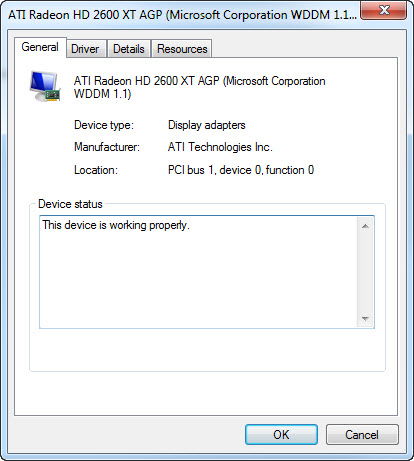 ATI Radeon HD 2600 XT AGP (Microsoft Corporation WDDM 1.1...
General Driver Details Resources
ATI Radeon HD 2600 XT AGP (Microsoft Corporation
WDDM 1.1)
Device type: Display adapters
Manufacturer: ATI Technologies Inc.
Location: PCI bus 1, device 0, function 0
Device status
This device is working properly.
OK Cancel